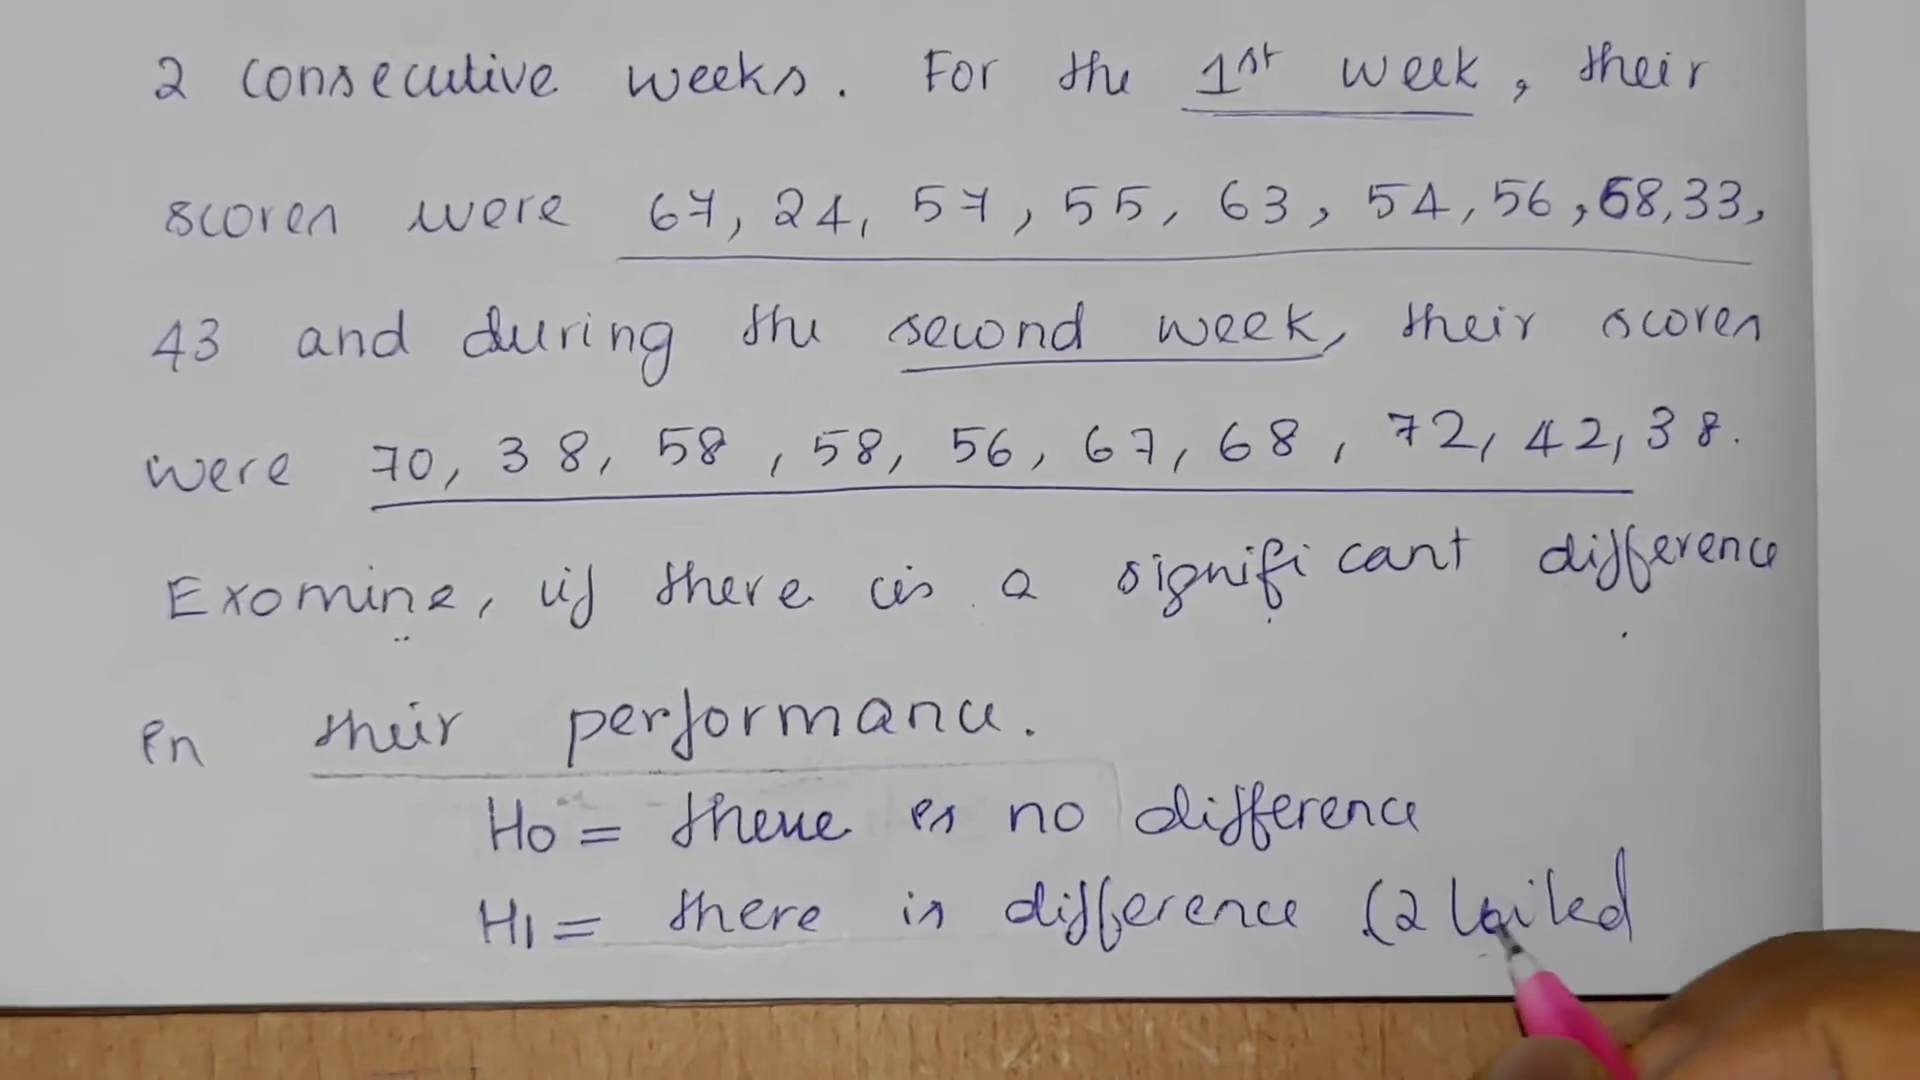 2 consecutive weeks. For the 1st week, their
scores were 67, 24, 57, 55, 63, 54, 56, 68, 33,
43 and during the second week, their scores
were 70, 38, 58, 58, 56, 67, 68, 72, 42, 38.
Examine, if there is a significant difference
in their performance.
H0 = there is no difference
H1 = there is difference (2 tailed